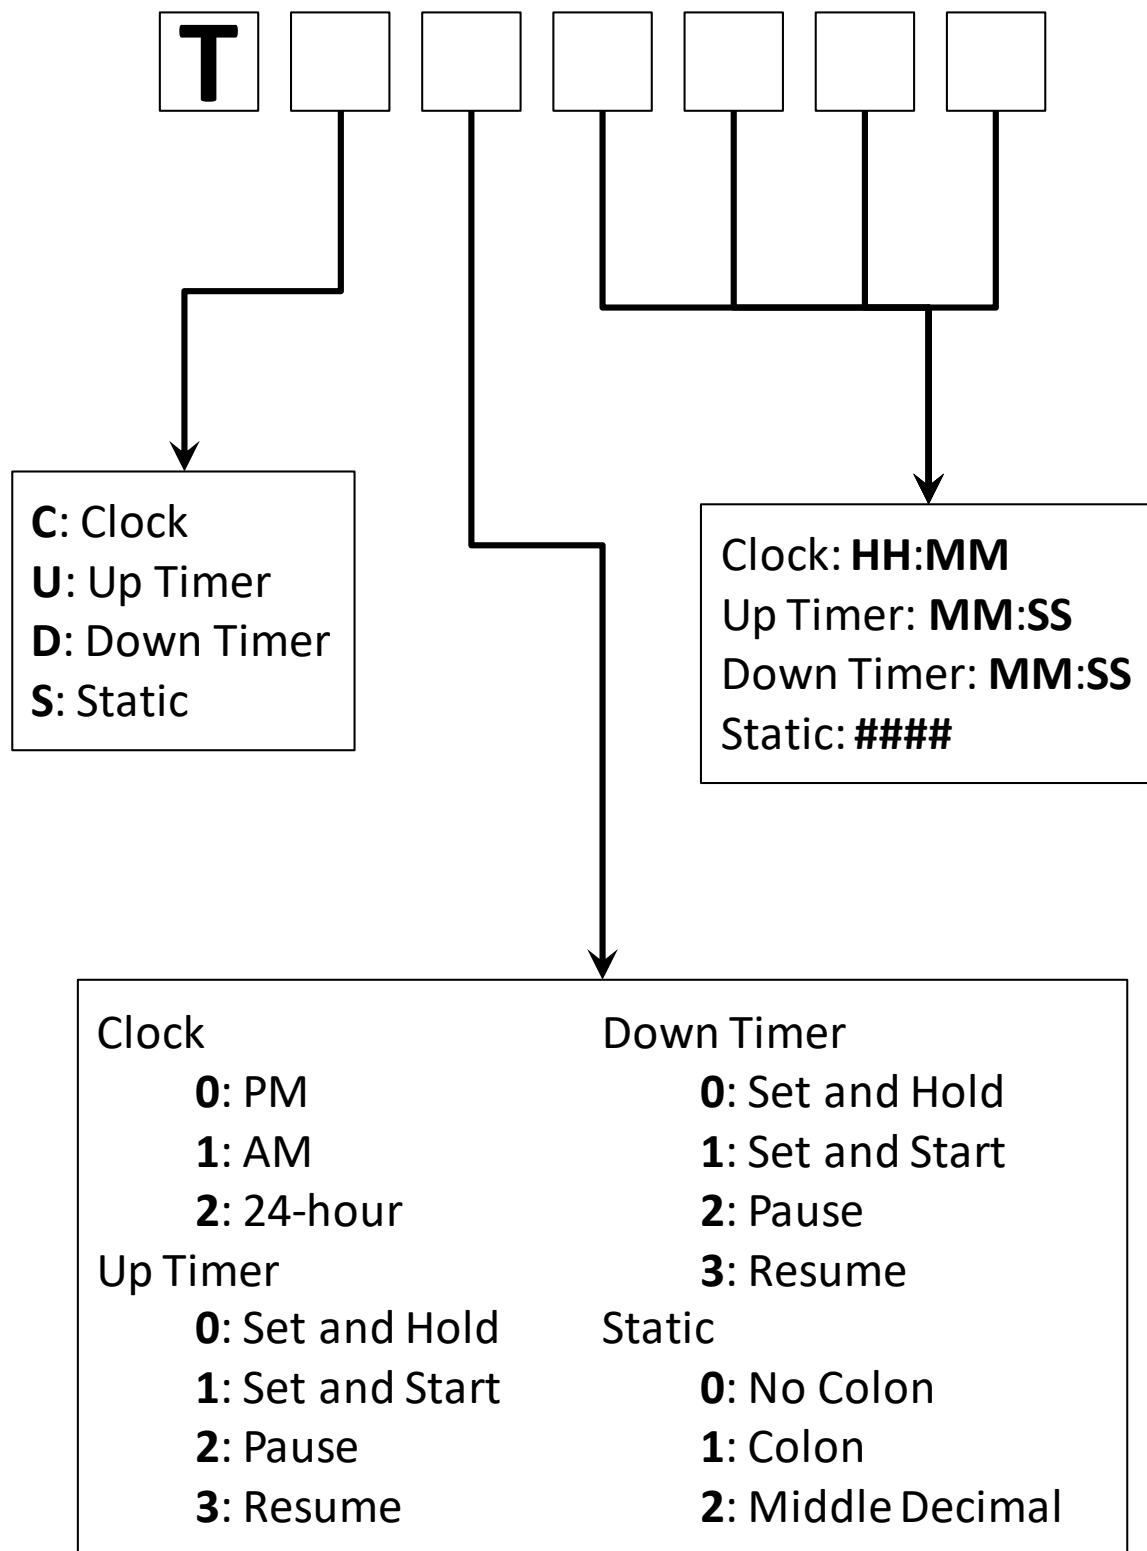 T
C: Clock
U: Up Timer
D: Down Timer
S: Static
Clock: HH:MM
Up Timer: MM:SS
Down Timer: MM:SS
Static: ####
Clock
0: PM
1: AM
2: 24-hour
Up Timer
0: Set and Hold
1: Set and Start
2: Pause
3: Resume
Down Timer
0: Set and Hold
1: Set and Start
2: Pause
3: Resume
Static
0: No Colon
1: Colon
2: Middle Decimal